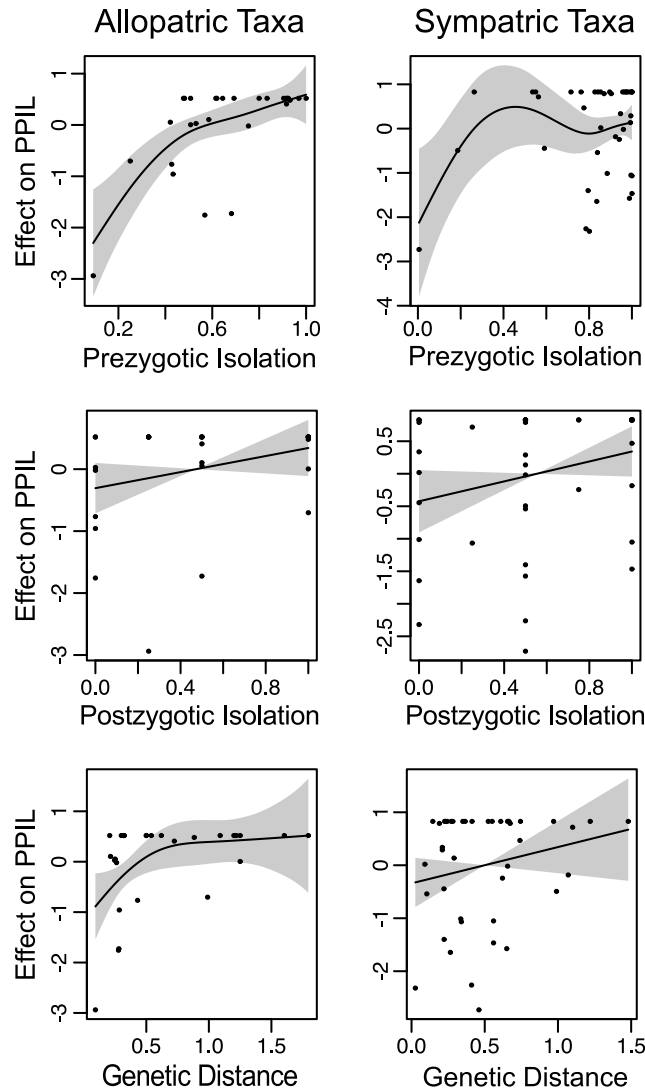 Allopatric Taxa Sympatric Taxa
Effect on PPIL
1
0
-1
-2
-3
0.2 0.6 1.0
Prezygotic Isolation
1
0
-1
-2
-3
-4
0.0 0.4 0.8
Prezygotic Isolation
Effect on PPIL
0
-1
-2
-3
0.0 0.4 0.8
Postzygotic Isolation
0.5
-0.5
-1.5
-2.5
0.0 0.4 0.8
Postzygotic Isolation
Effect on PPIL
1
0
-1
-2
-3
0.5 1.0 1.5
Genetic Distance
1
0
-1
-2
0.0 0.5 1.0 1.5
Genetic Distance